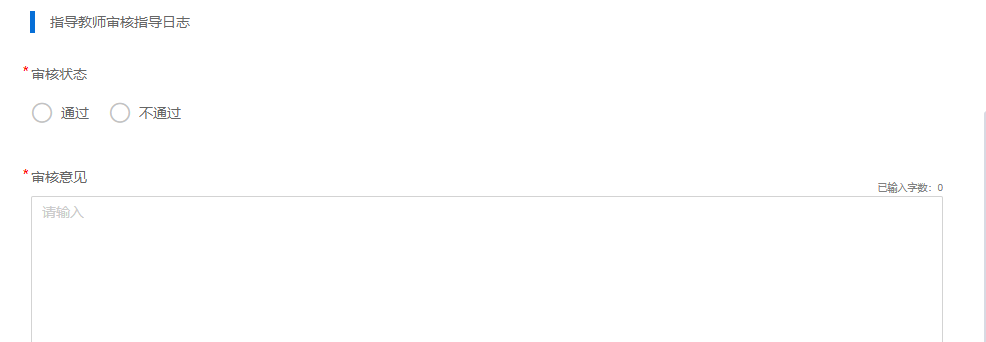 指导教师审核指导日志
*审核状态
通过 不通过
*审核意见
已输入字数：0
请输入